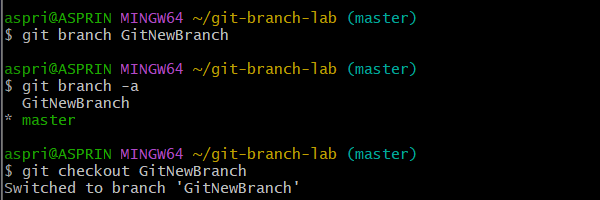 aspri@ASPRIN MINGW64 ~/git-branch-lab (master)
$ git branch GitNewBranch

aspri@ASPRIN MINGW64 ~/git-branch-lab (master)
$ git branch -a
  GitNewBranch
* master

aspri@ASPRIN MINGW64 ~/git-branch-lab (master)
$ git checkout GitNewBranch
Switched to branch 'GitNewBranch'